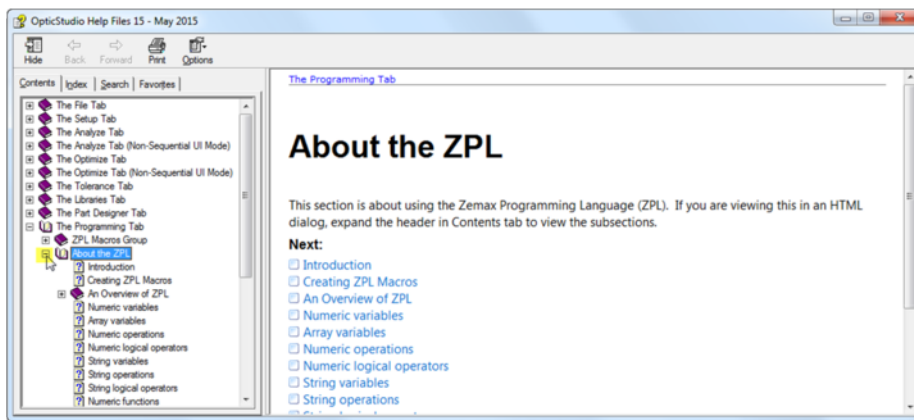 OpticStudio Help Files 15 - May 2015
Hide Back Forward Print Options
Contents Index Search Favorites
The File Tab
The Setup Tab
The Analyze Tab
The Analyze Tab (Non-Sequential UI Mode)
The Optimize Tab
The Optimize Tab (Non-Sequential UI Mode)
The Tolerance Tab
The Libraries Tab
The Part Designer Tab
The Programming Tab
ZPL Macros Group
About the ZPL
Introduction
Creating ZPL Macros
An Overview of ZPL
Numeric variables
Array variables
Numeric operations
Numeric logical operators
String variables
String operations
String logical operators
Numeric functions
The Programming Tab
About the ZPL
This section is about using the Zemax Programming Language (ZPL). If you are viewing this in an HTML
dialog, expand the header in Contents tab to view the subsections.
Next:
Introduction
Creating ZPL Macros
An Overview of ZPL
Numeric variables
Array variables
Numeric operations
Numeric logical operators
String variables
String operations